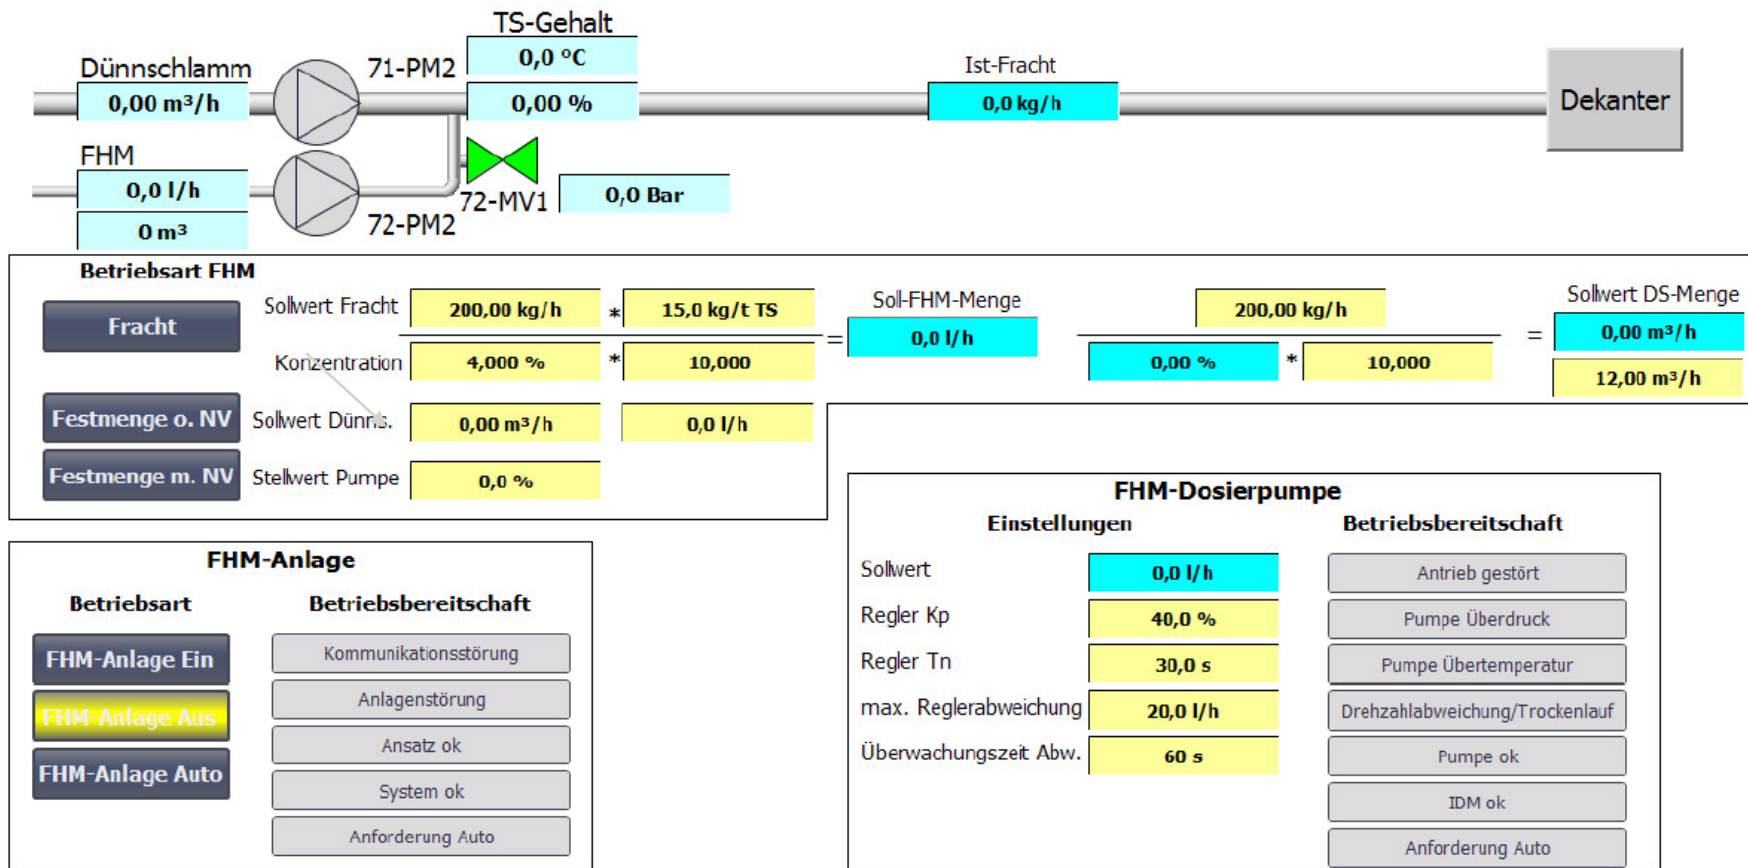 TS-Gehalt
0,0 °C
Dünnschlamm
71-PM2
Ist-Fracht
0,00 m³/h
0,00 %
0,0 kg/h
Dekanter
FHM
0,0 l/h
72-MV1
0,0 Bar
0 m³
72-PM2
Betriebsart FHM
Fracht
Sollwert Fracht
200,00 kg/h
*
15,0 kg/t TS
Konzentration
4,000 %
*
10,000
=
Soll-FHM-Menge
0,0 l/h
200,00 kg/h
0,00 %
*
10,000
=
Sollwert DS-Menge
0,00 m³/h
12,00 m³/h
Festmenge o. NV
Sollwert Dünns.
0,00 m³/h
0,0 l/h
Festmenge m. NV
Stellwert Pumpe
0,0 %
FHM-Anlage
Betriebsart
FHM-Anlage Ein
FHM-Anlage Aus
FHM-Anlage Auto
Betriebsbereitschaft
Kommunikationsstörung
Anlagenstörung
Ansatz ok
System ok
Anforderung Auto
FHM-Dosierpumpe
Einstellungen
Sollwert
0,0 l/h
Regler Kp
40,0 %
Regler Tn
30,0 s
max. Reglerabweichung
20,0 l/h
Überwachungszeit Abw.
60 s
Betriebsbereitschaft
Antrieb gestört
Pumpe Überdruck
Pumpe Übertemperatur
Drehzahlabweichung/Trockenlauf
Pumpe ok
IDM ok
Anforderung Auto